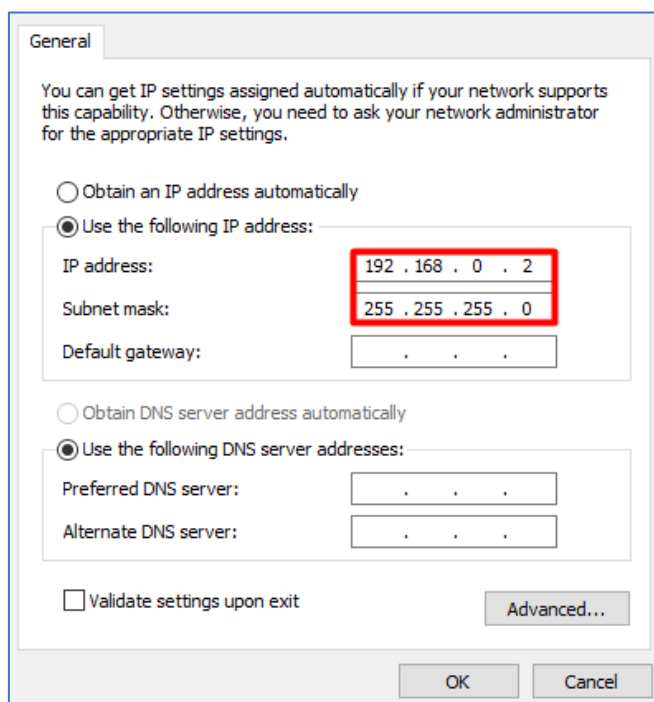 General
You can get IP settings assigned automatically if your network supports
this capability. Otherwise, you need to ask your network administrator
for the appropriate IP settings.
Obtain an IP address automatically
Use the following IP address:
IP address: 192 . 168 . 0 . 2
Subnet mask: 255 . 255 . 255 . 0
Default gateway: . . .
Obtain DNS server address automatically
Use the following DNS server addresses:
Preferred DNS server: . . .
Alternate DNS server: . . .
Validate settings upon exit
Advanced...
OK Cancel